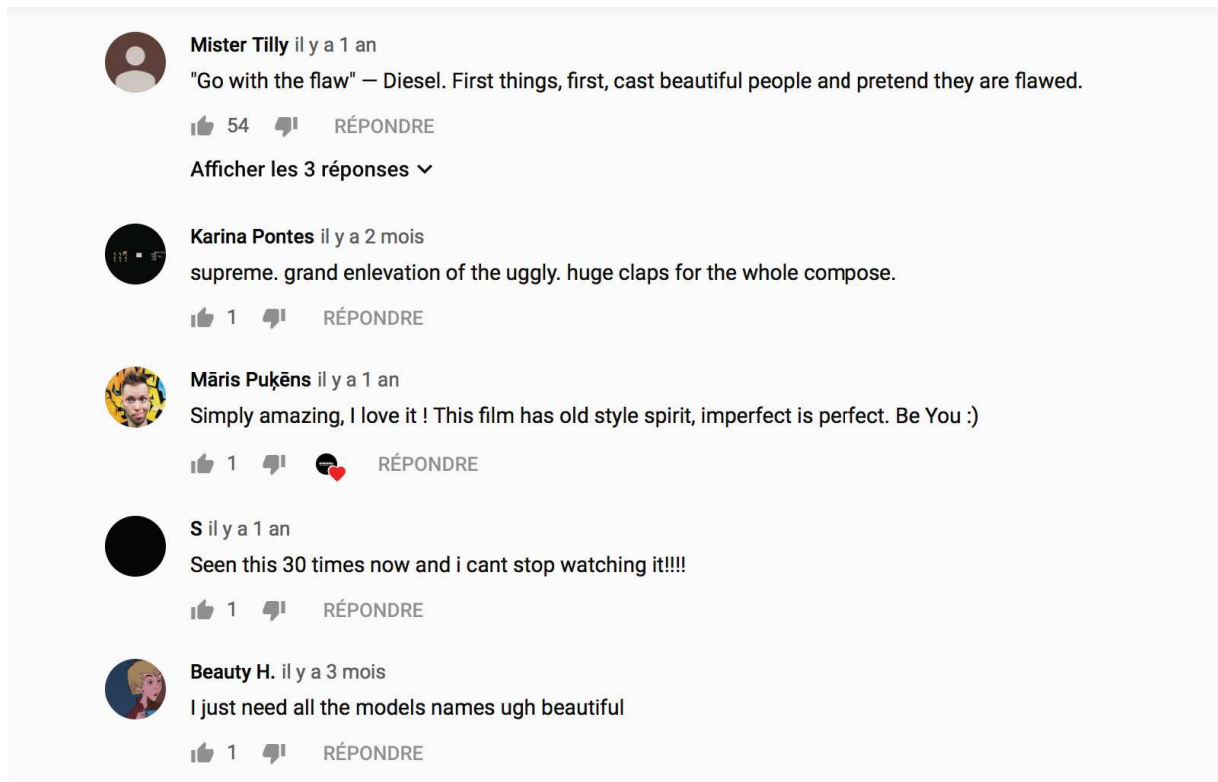 Mister Tilly il y a 1 an
"Go with the flaw" — Diesel. First things, first, cast beautiful people and pretend they are flawed.
54 RÉPONDRE
Afficher les 3 réponses
Karina Pontes il y a 2 mois
supreme. grand enlevation of the uggly. huge claps for the whole compose.
1 RÉPONDRE
Māris Puķēns il y a 1 an
Simply amazing, I love it ! This film has old style spirit, imperfect is perfect. Be You :)
1 RÉPONDRE
S il y a 1 an
Seen this 30 times now and i cant stop watching it!!!!
1 RÉPONDRE
Beauty H. il y a 3 mois
I just need all the models names ugh beautiful
1 RÉPONDRE